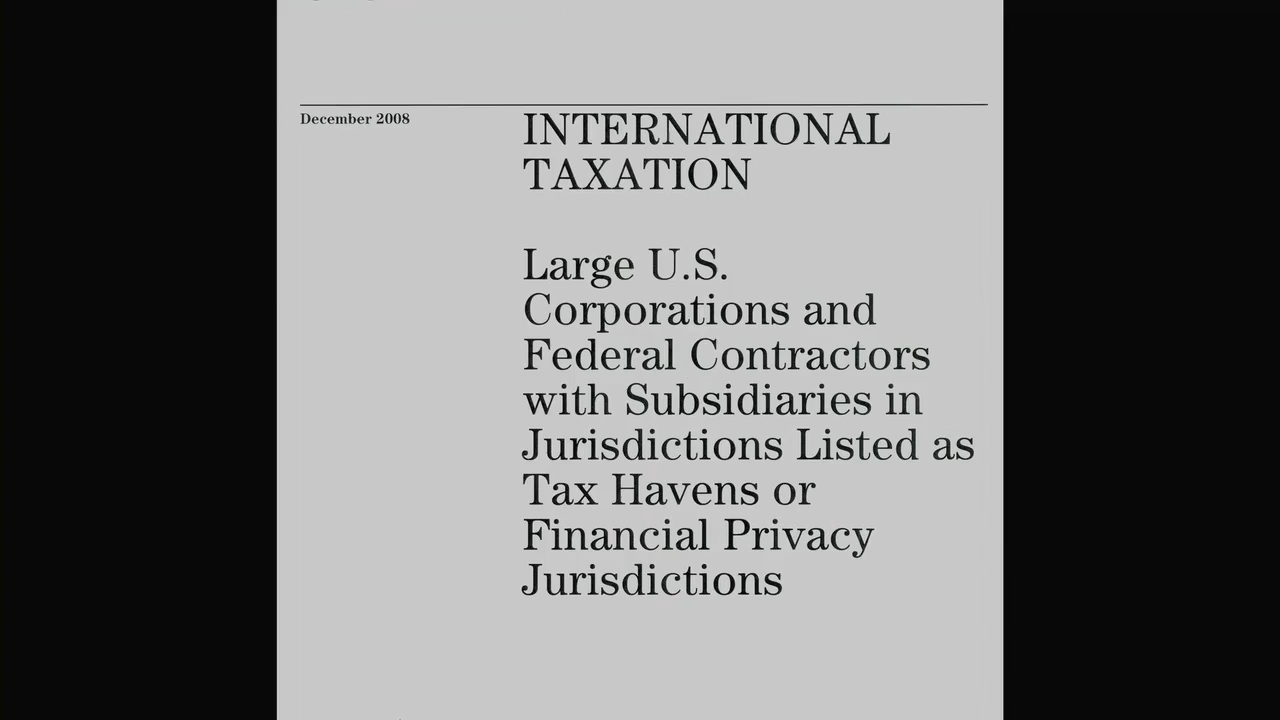 December 2008
INTERNATIONAL
TAXATION
Large U.S.
Corporations and
Federal Contractors
with Subsidiaries in
Jurisdictions Listed as
Tax Havens or
Financial Privacy
Jurisdictions